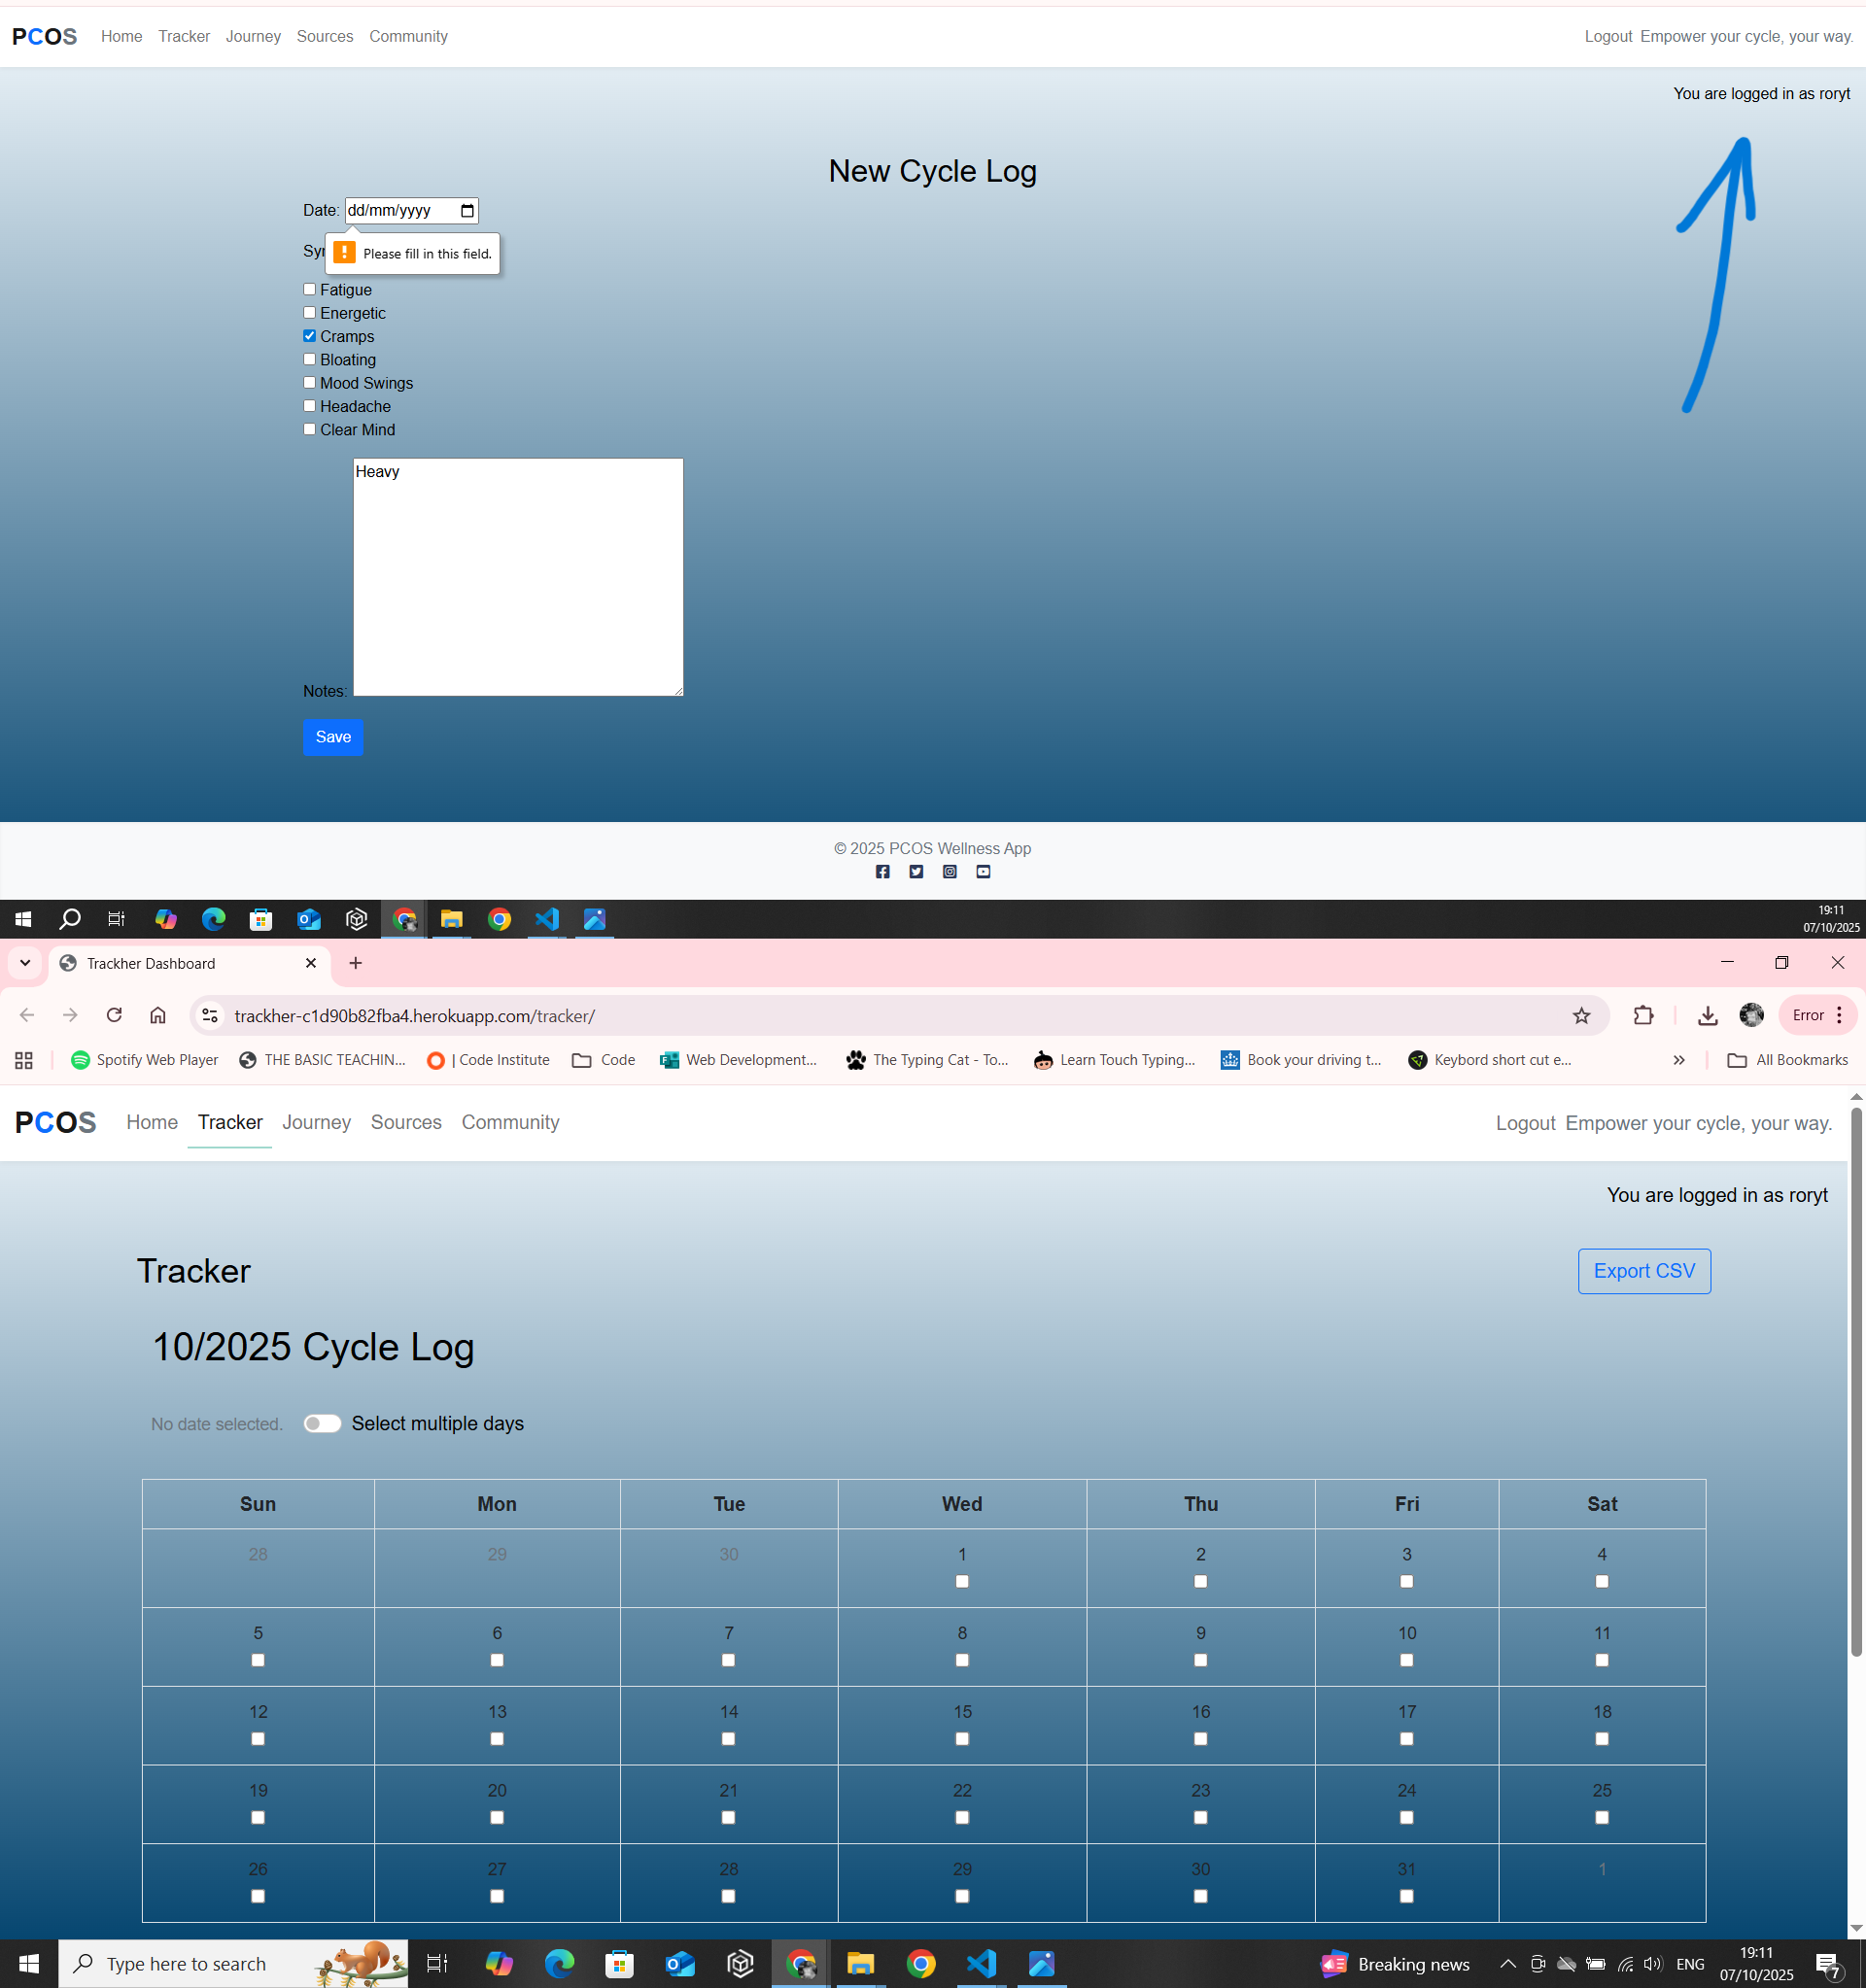 PCOS Home Tracker Journey Sources Community Logout Empower your cycle, your way.
You are logged in as roryt
New Cycle Log
Date: dd/mm/yyyy
Please fill in this field.
Fatigue
Energetic
Cramps
Bloating
Mood Swings
Headache
Clear Mind
Heavy
Notes:
Save
© 2025 PCOS Wellness App
19:11
07/10/2025
Trackher Dashboard
trackher-c1d90b82fba4.herokuapp.com/tracker/ Error
Spotify Web Player THE BASIC TEACHIN... | Code Institute Code Web Development... The Typing Cat - To... Learn Touch Typing... Book your driving t... Keybord short cut e... » All Bookmarks
PCOS Home Tracker Journey Sources Community Logout Empower your cycle, your way.
You are logged in as roryt
Tracker Export CSV
10/2025 Cycle Log
No date selected. Select multiple days
Sun Mon Tue Wed Thu Fri Sat
28 29 30 1 2 3 4
5 6 7 8 9 10 11
12 13 14 15 16 17 18
19 20 21 22 23 24 25
26 27 28 29 30 31 1
Type here to search Breaking news ENG 19:11
07/10/2025 7